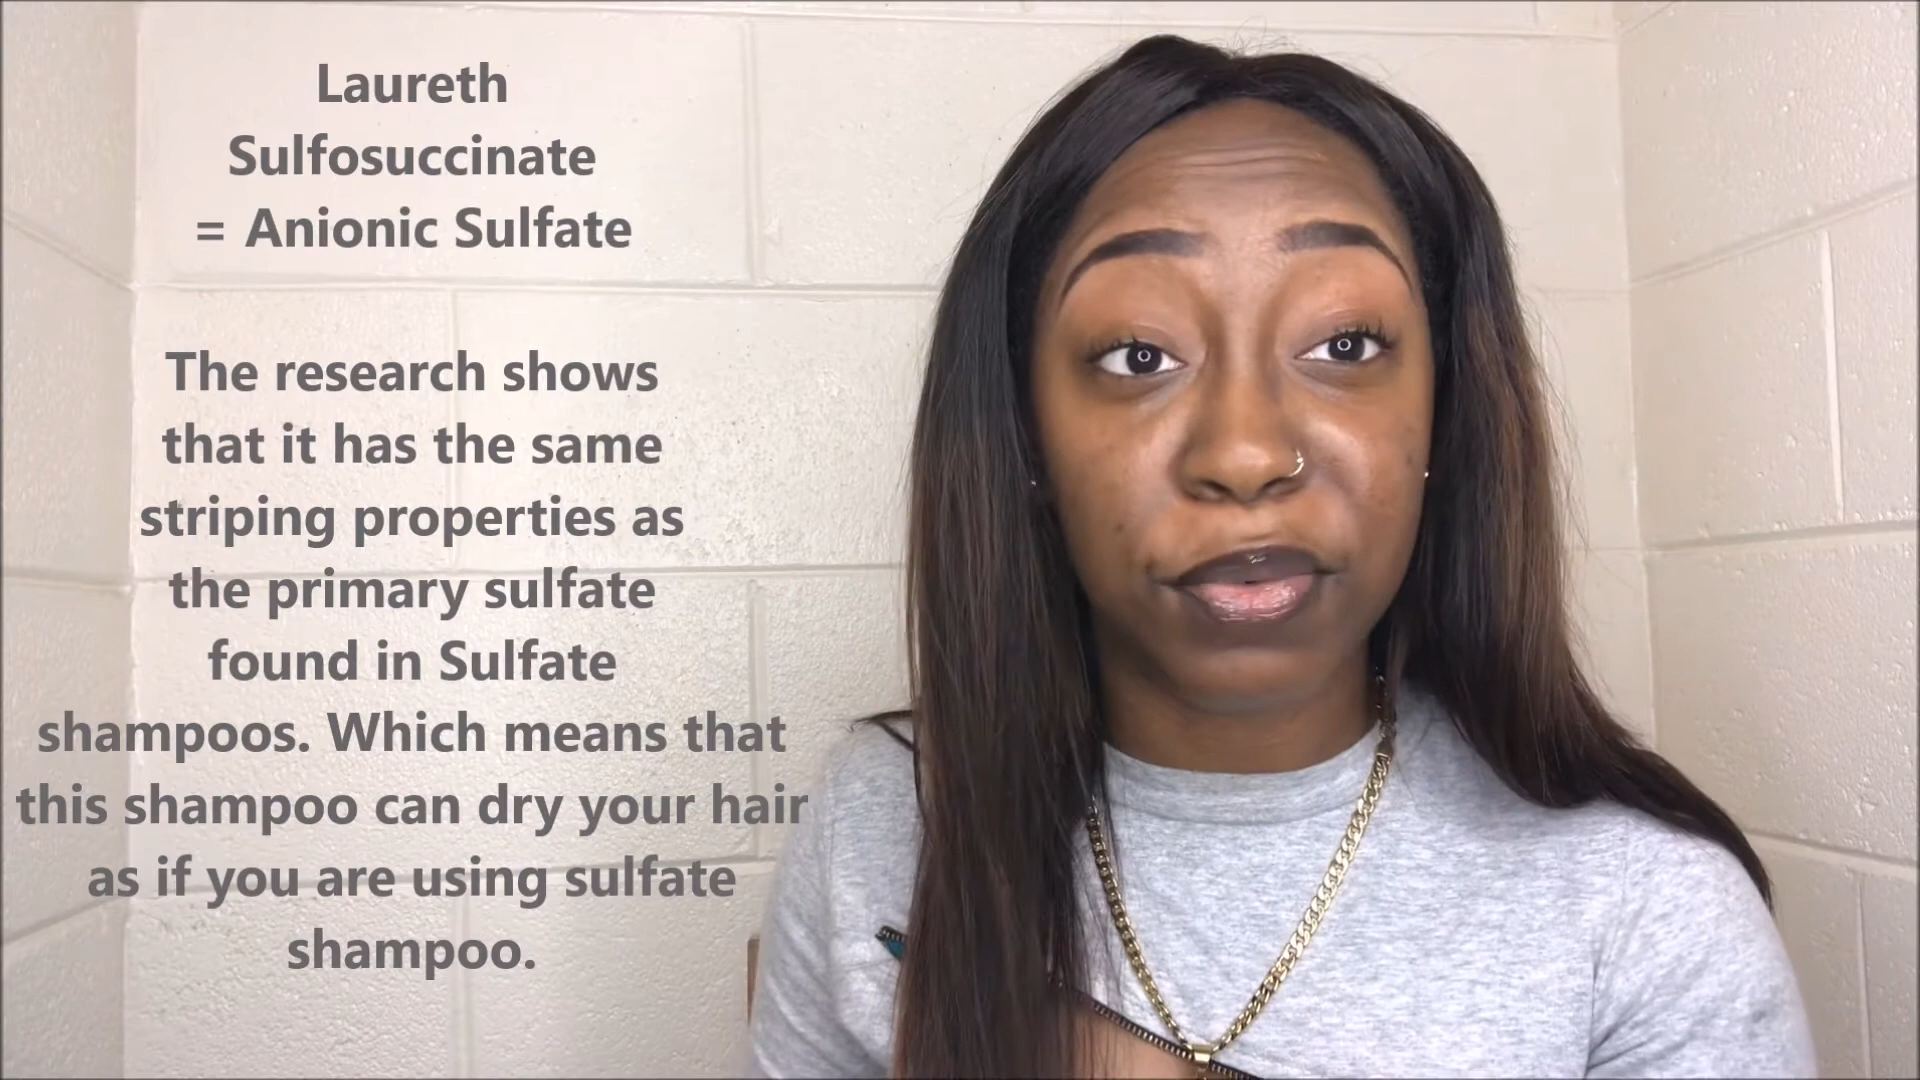 Laureth
Sulfosuccinate
= Anionic Sulfate
The research shows
that it has the same
striping properties as
the primary sulfate
found in Sulfate
shampoos. Which means that
this shampoo can dry your hair
as if you are using sulfate
shampoo.